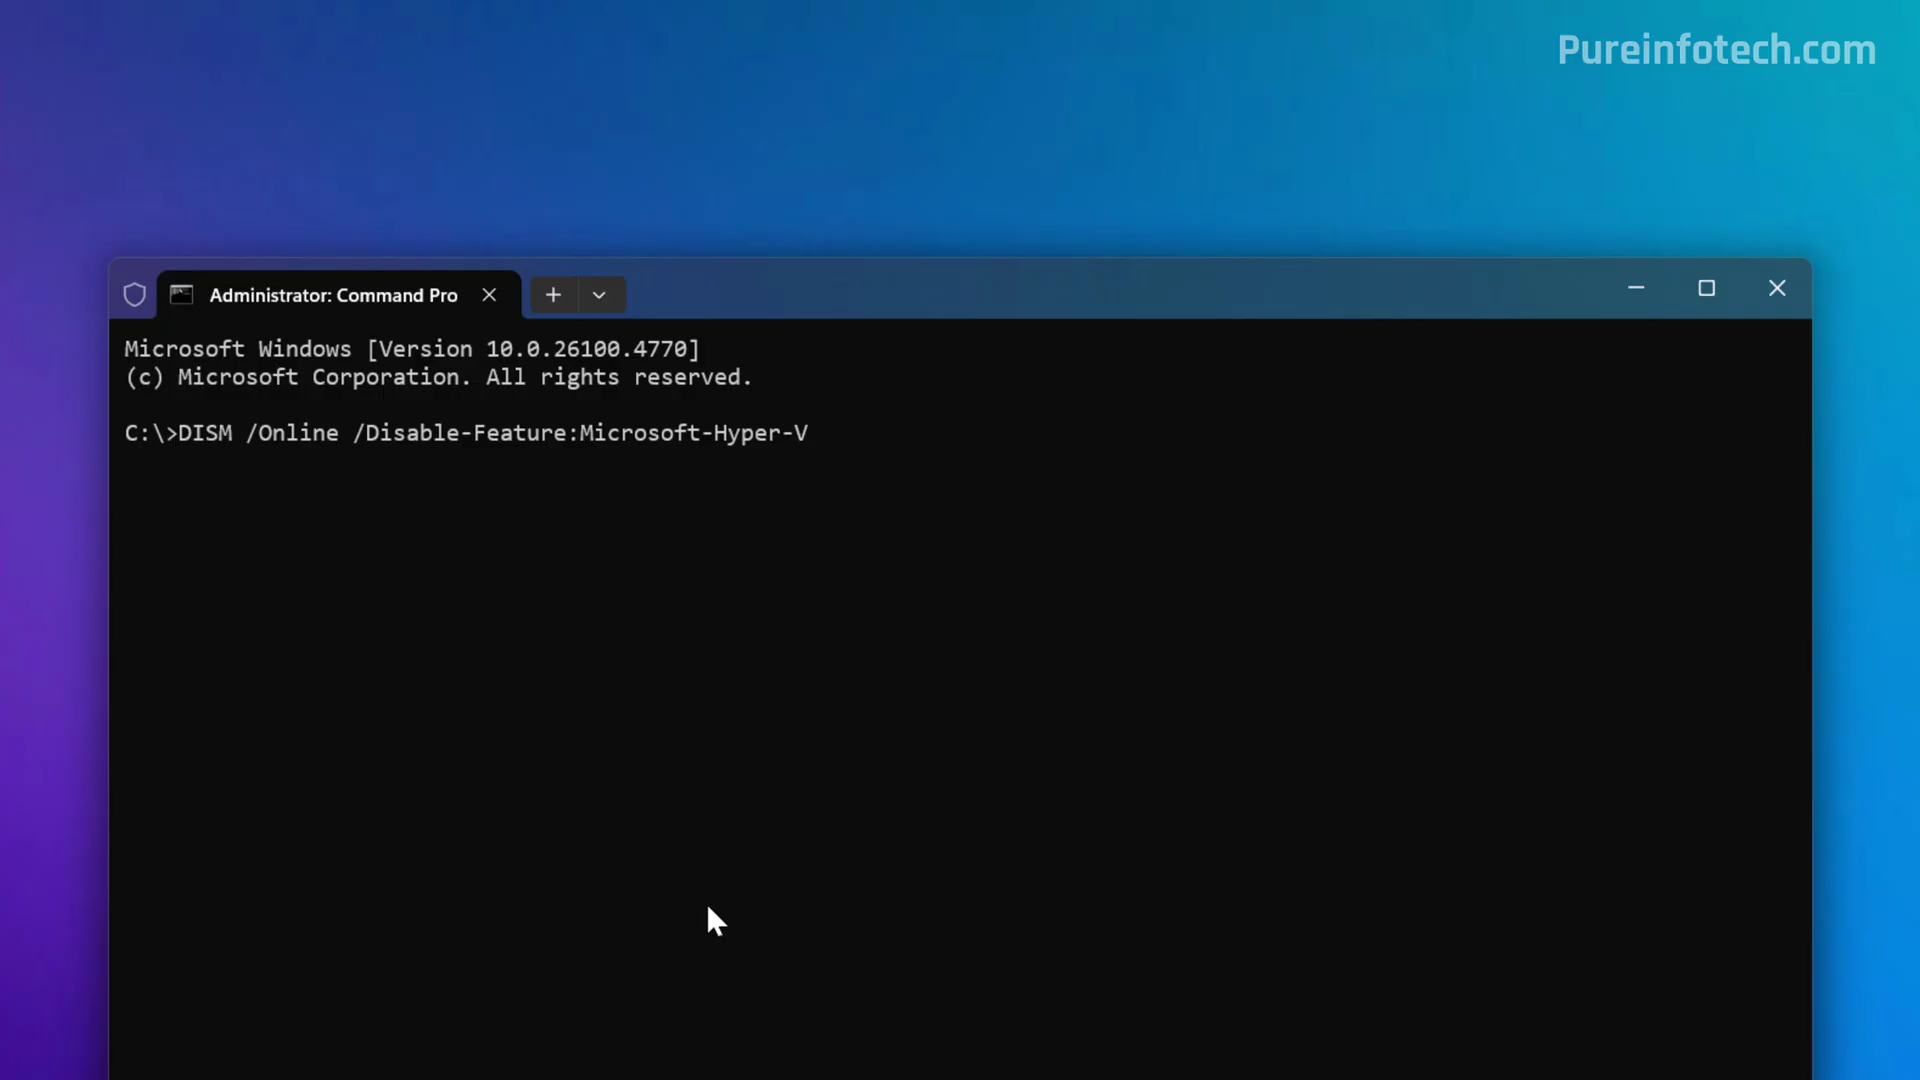 Pureinfotech.com
Administrator: Command Pro
Microsoft Windows [Version 10.0.26100.4770]
(c) Microsoft Corporation. All rights reserved.
C:\>DISM /Online /Disable-Feature:Microsoft-Hyper-V